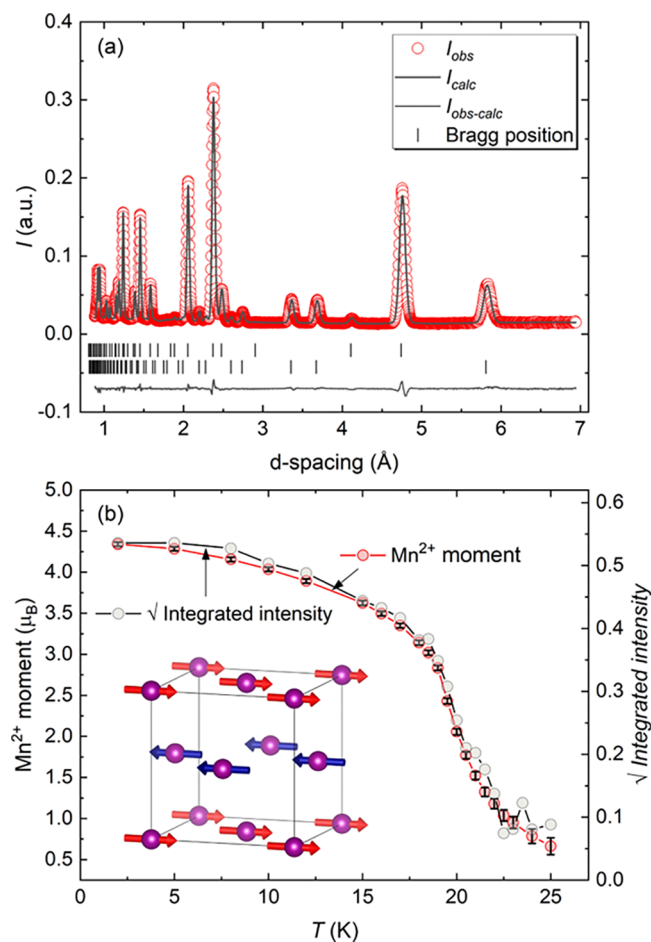 (a)
I_obs
I_calc
I_obs-calc
Bragg position
0.4
0.3
0.2
0.1
0.0
-0.1
I (a.u.)
1 2 3 4 5 6 7
d-spacing (Å)
(b)
Mn²⁺ moment
√ Integrated intensity
5.0
4.5
4.0
3.5
3.0
2.5
2.0
1.5
1.0
0.5
Mn²⁺ moment (μ_B)
0.6
0.5
0.4
0.3
0.2
0.1
0.0
√ Integrated intensity
0 5 10 15 20 25
T (K)